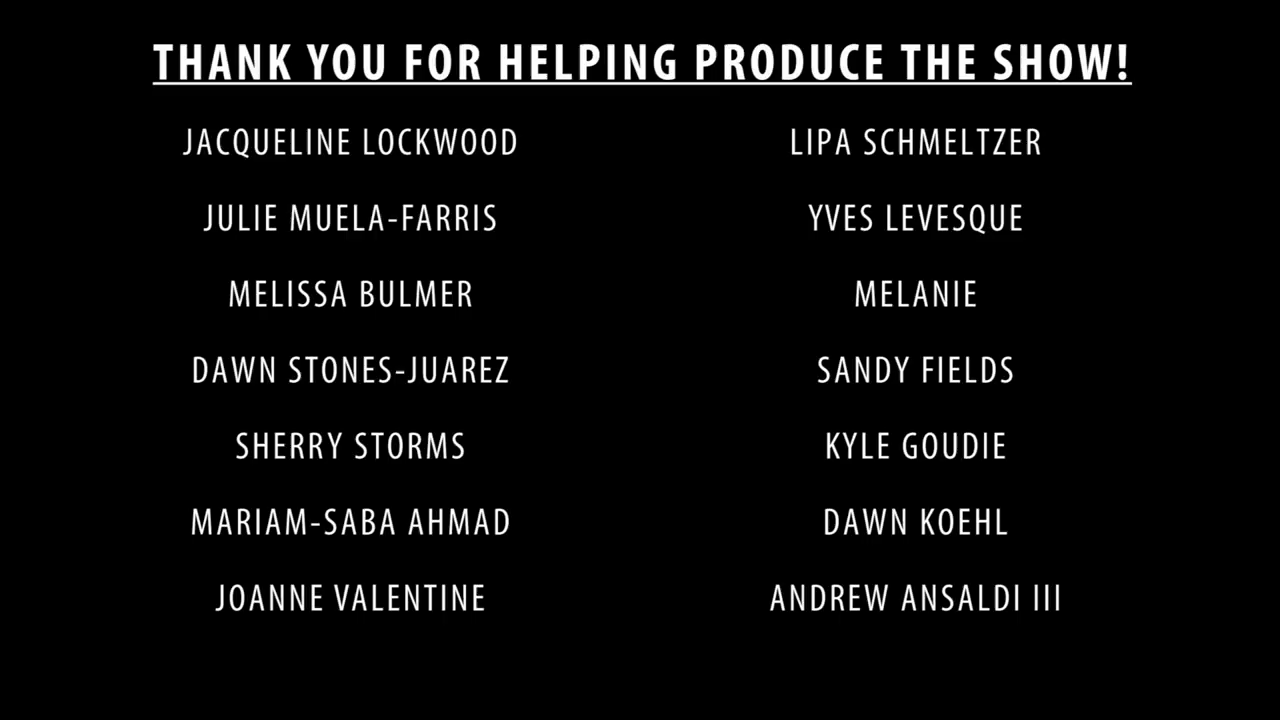 THANK YOU FOR HELPING PRODUCE THE SHOW!
JACQUELINE LOCKWOOD
LIPA SCHMELTZER
JULIE MUELA-FARRIS
YVES LEVESQUE
MELISSA BULMER
MELANIE
DAWN STONES-JUAREZ
SANDY FIELDS
SHERRY STORMS
KYLE GOUDIE
MARIAM-SABA AHMAD
DAWN KOEHL
JOANNE VALENTINE
ANDREW ANSALDI III